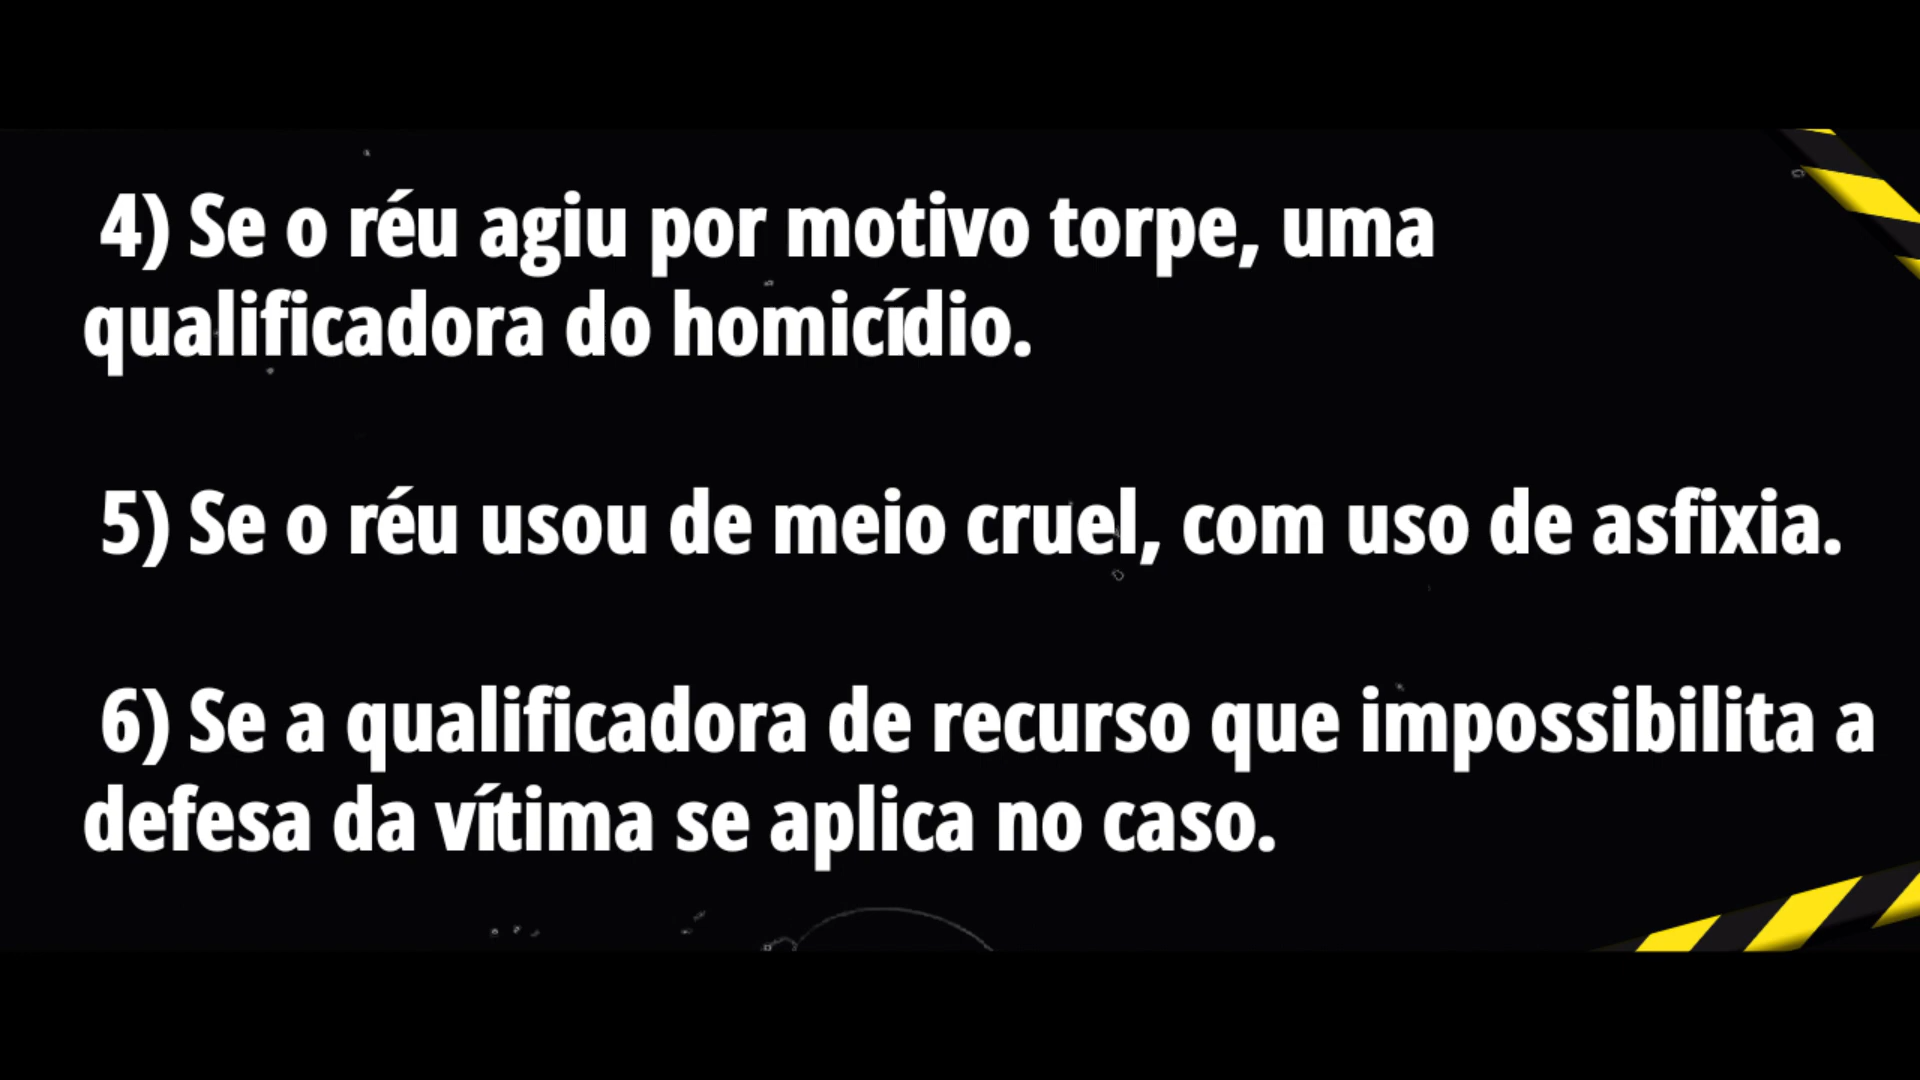 4) Se o réu agiu por motivo torpe, uma
qualificadora do homicídio.
5) Se o réu usou de meio cruel, com uso de asfixia.
6) Se a qualificadora de recurso que impossibilita a
defesa da vítima se aplica no caso.